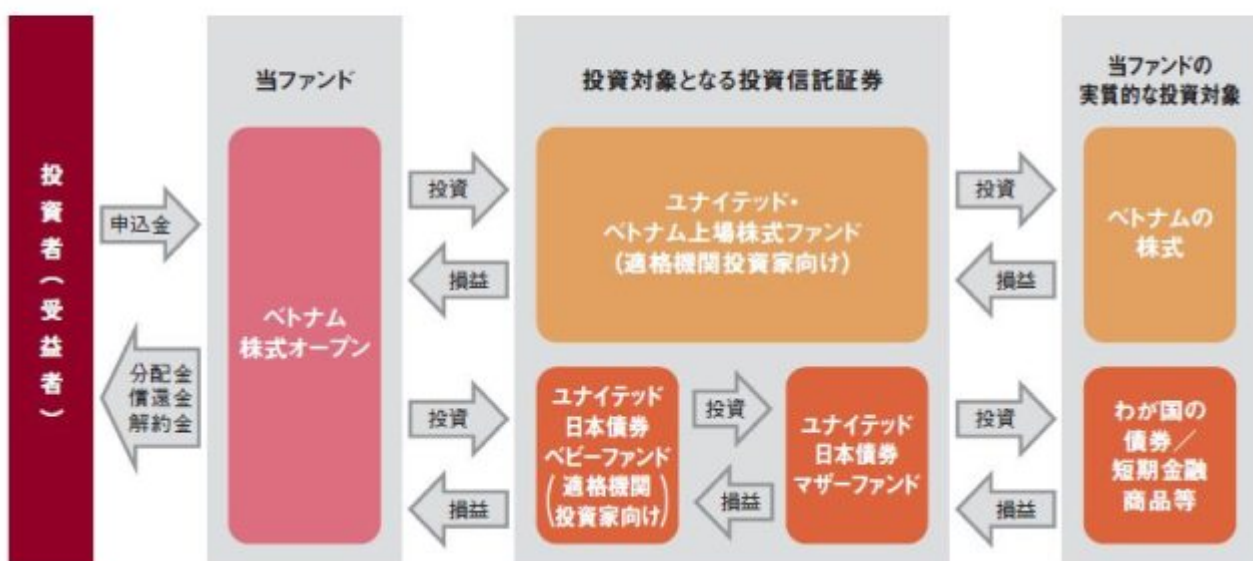 投資者（受益者）
申込金
分配金
償還金
解約金
当ファンド
ベトナム
株式オープン
投資
損益
投資
損益
投資対象となる投資信託証券
ユナイテッド・
ベトナム上場株式ファンド
(適格機関投資家向け)
ユナイテッド
日本債券
ベビーファンド
(適格機関
投資家向け)
投資
損益
ユナイテッド
日本債券
マザーファンド
投資
損益
投資
損益
当ファンドの
実質的な投資対象
ベトナムの
株式
わが国の
債券／
短期金融
商品等